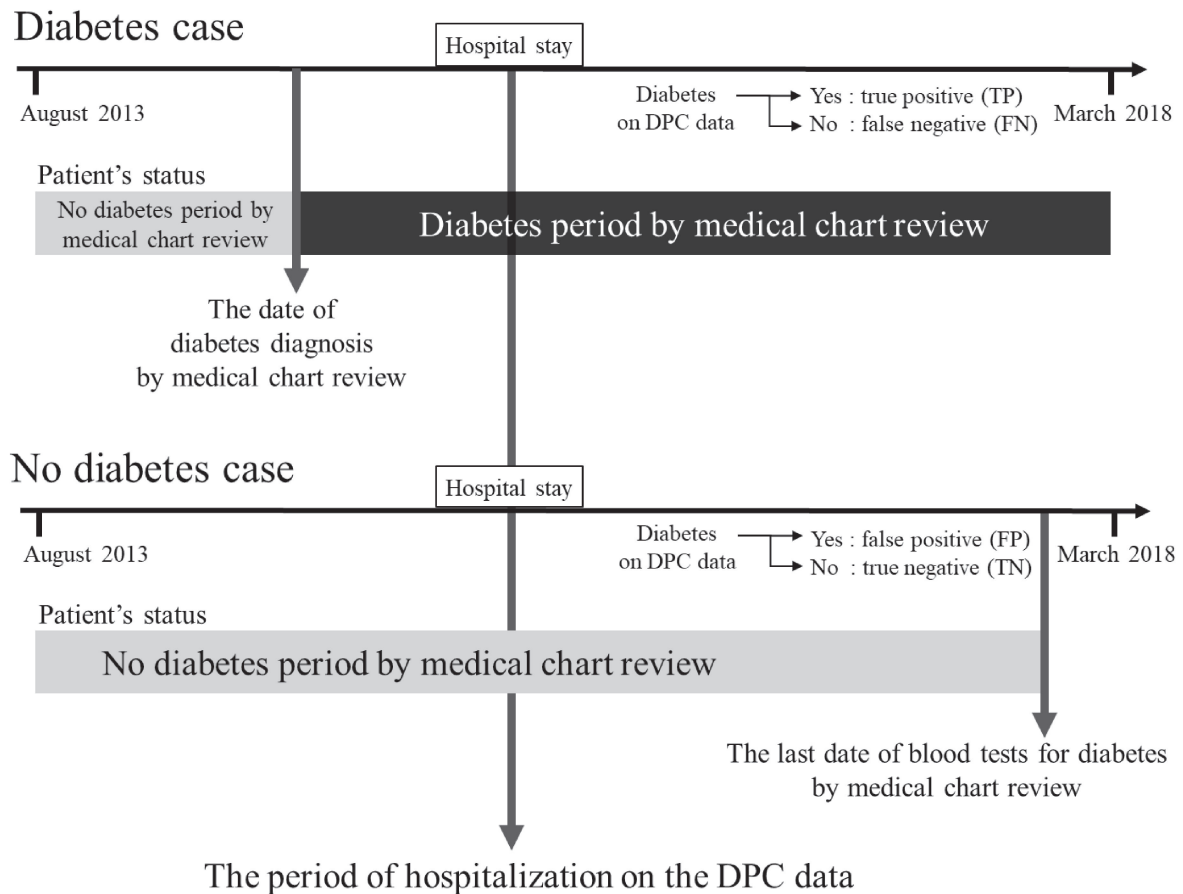 Diabetes case
Hospital stay
August 2013
Diabetes
on DPC data
Yes : true positive (TP)
No : false negative (FN)
March 2018
Patient's status
No diabetes period by
medical chart review
Diabetes period by medical chart review
The date of
diabetes diagnosis
by medical chart review
No diabetes case
Hospital stay
August 2013
Diabetes
on DPC data
Yes : false positive (FP)
No : true negative (TN)
March 2018
Patient's status
No diabetes period by medical chart review
The last date of blood tests for diabetes
by medical chart review
The period of hospitalization on the DPC data